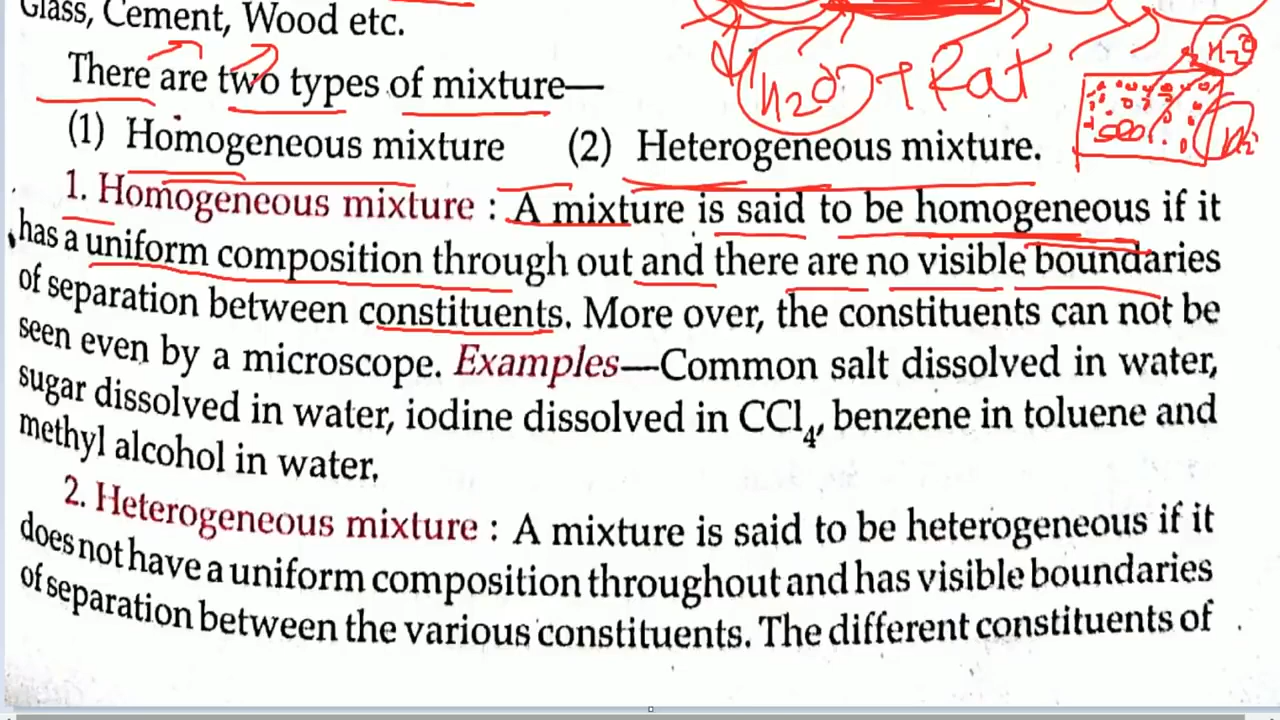 Glass, Cement, Wood etc.
H2O + Fat
H2O
There are two types of mixture—
(1) Homogeneous mixture (2) Heterogeneous mixture.
1. Homogeneous mixture : A mixture is said to be homogeneous if it
has a uniform composition through out and there are no visible boundaries
of separation between constituents. More over, the constituents can not be
seen even by a microscope. Examples—Common salt dissolved in water,
sugar dissolved in water, iodine dissolved in CCl4, benzene in toluene and
methyl alcohol in water.
2. Heterogeneous mixture : A mixture is said to be heterogeneous if it
does not have a uniform composition throughout and has visible boundaries
of separation between the various constituents. The different constituents of